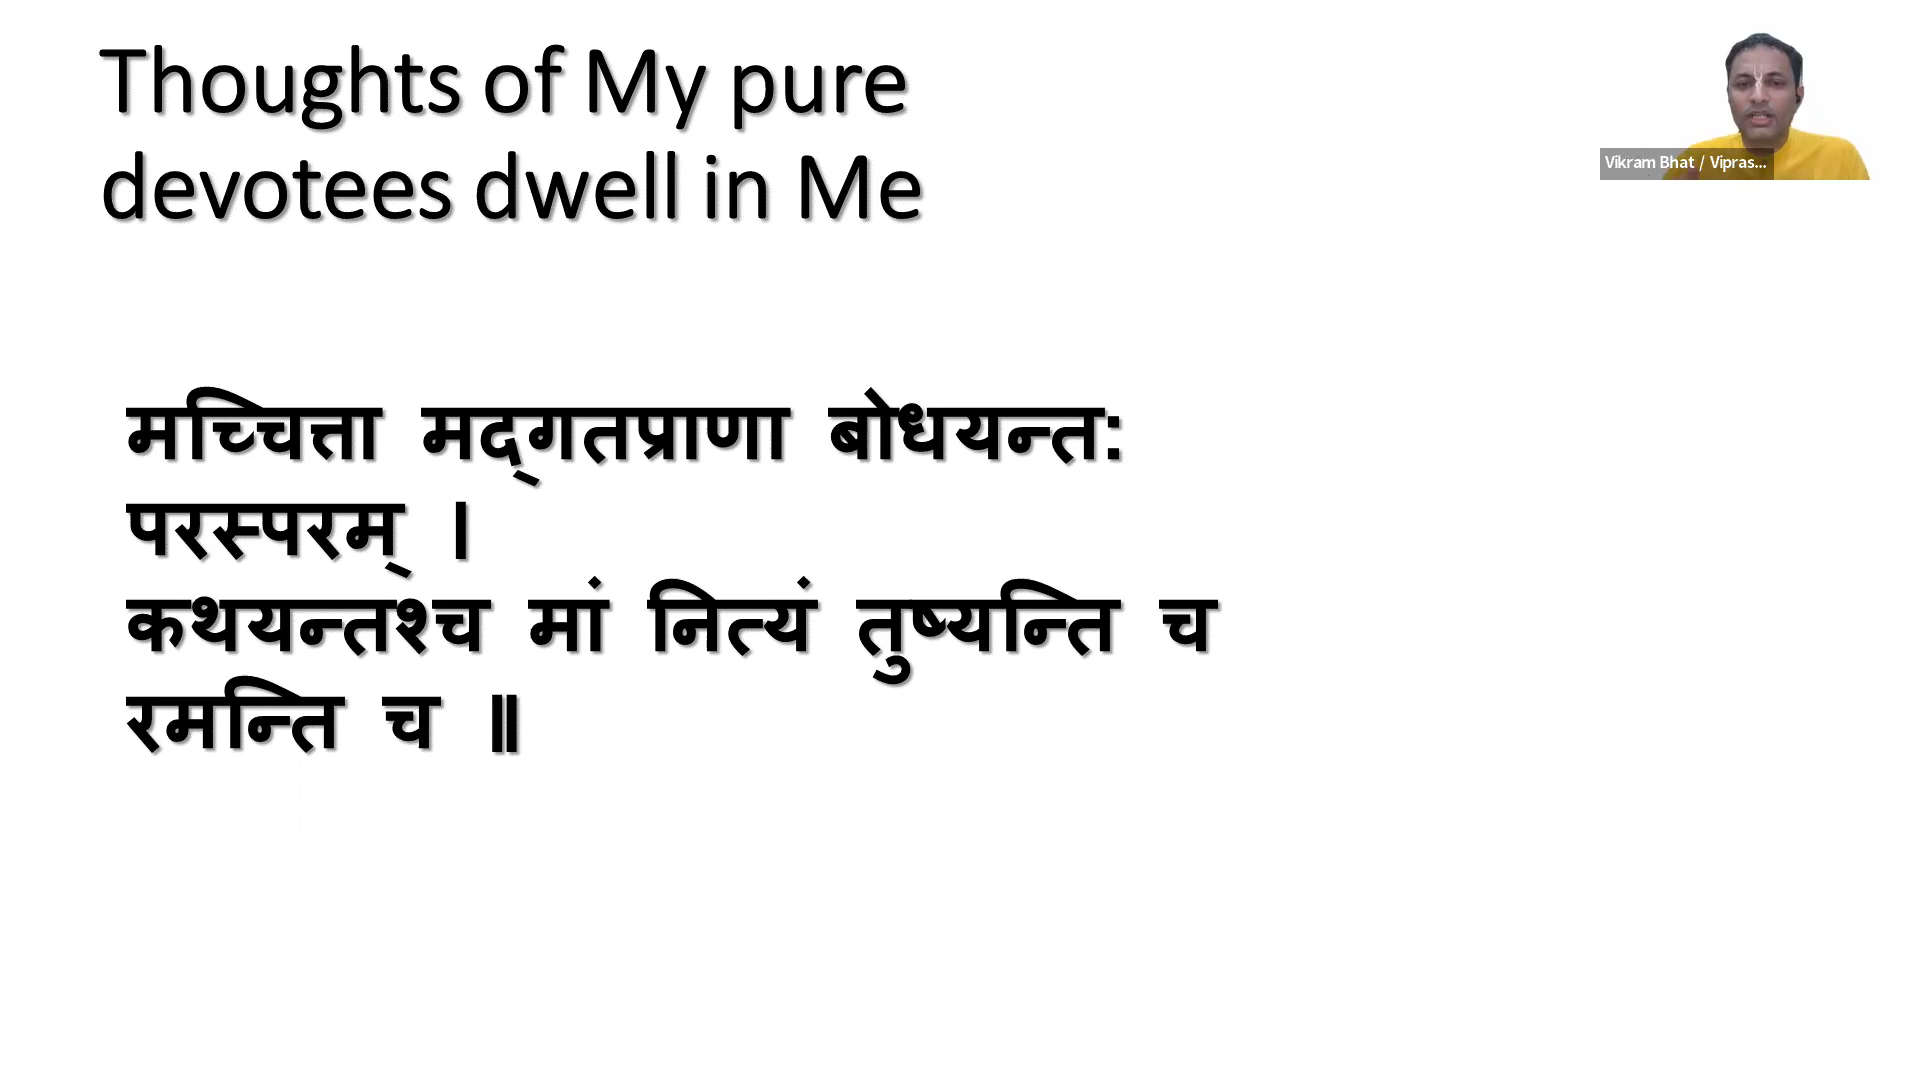 Thoughts of My pure
devotees dwell in Me
Vikram Bhat / Vipras...
मच्चित्ता मद्‍गतप्राणा बोधयन्त:
परस्परम् ।
कथयन्तश्च मां नित्यं तुष्यन्ति च
रमन्ति च ॥